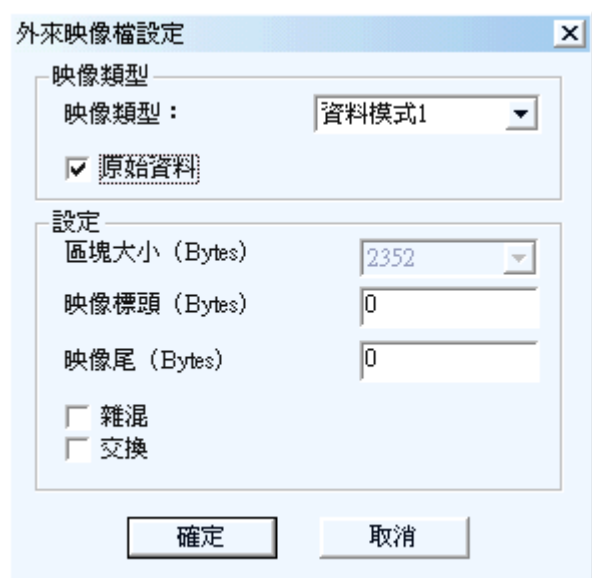 外來映像檔設定
映像類型
映像類型： 資料模式1
原始資料
設定
區塊大小（Bytes） 2352
映像標頭（Bytes） 0
映像尾（Bytes） 0
雜混
交換
確定 取消